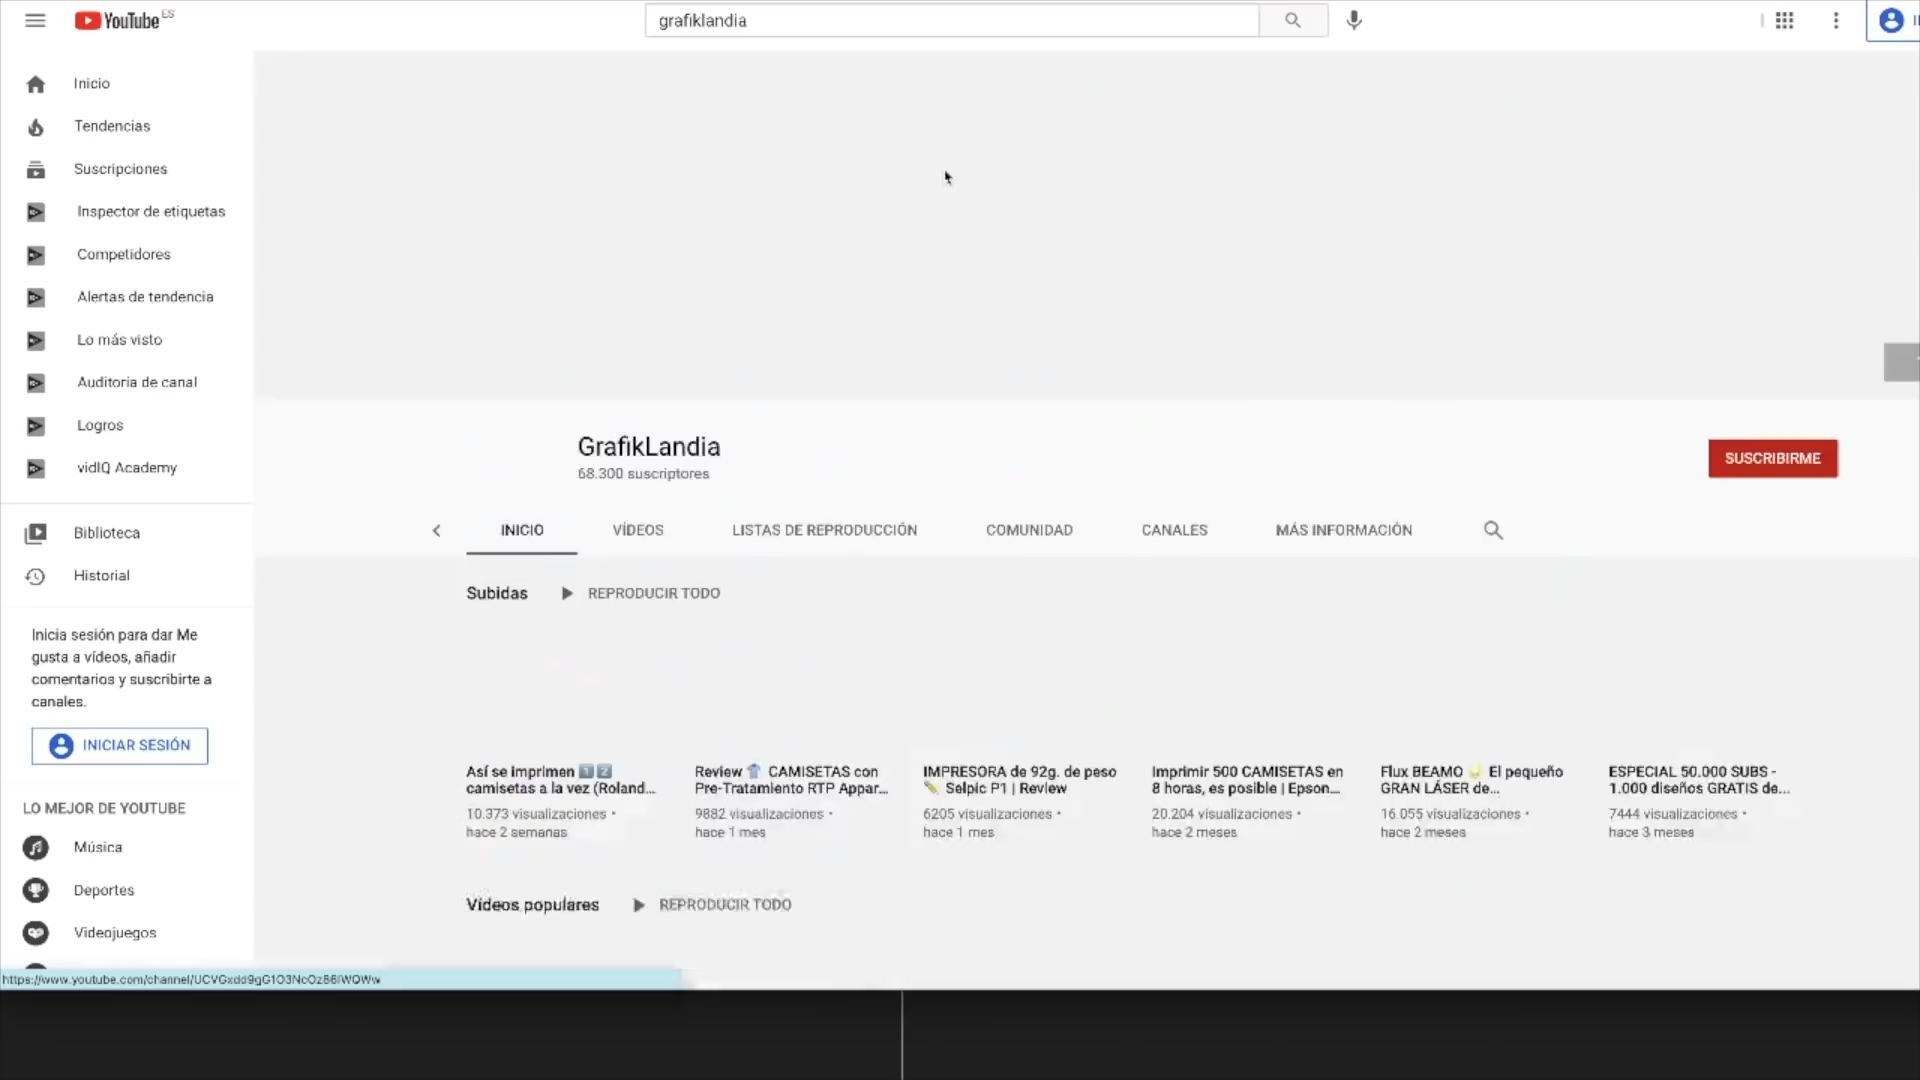 YouTube ES
grafiklandia
Inicio
Tendencias
Suscripciones
Inspector de etiquetas
Competidores
Alertas de tendencia
Lo más visto
Auditoria de canal
Logros
vidIQ Academy
Biblioteca
Historial
Inicia sesión para dar Me
gusta a vídeos, añadir
comentarios y suscribirte a
canales.
INICIAR SESIÓN
LO MEJOR DE YOUTUBE
Música
Deportes
Videojuegos
GrafikLandia
68.300 suscriptores
SUSCRIBIRME
INICIO
VÍDEOS
LISTAS DE REPRODUCCIÓN
COMUNIDAD
CANALES
MÁS INFORMACIÓN
Subidas
REPRODUCIR TODO
Así se imprimen 1️⃣2️⃣
camisetas a la vez (Roland...
10.373 visualizaciones •
hace 2 semanas
Review 👕 CAMISETAS con
Pre-Tratamiento RTP Appar...
9882 visualizaciones •
hace 1 mes
IMPRESORA de 92g. de peso
✏️ Selpic P1 | Review
6205 visualizaciones •
hace 1 mes
Imprimir 500 CAMISETAS en
8 horas, es posible | Epson...
20.204 visualizaciones •
hace 2 meses
Flux BEAMO 💡 El pequeño
GRAN LÁSER de...
16.055 visualizaciones •
hace 2 meses
ESPECIAL 50.000 SUBS -
1.000 diseños GRATIS de...
7444 visualizaciones •
hace 3 meses
Vídeos populares
REPRODUCIR TODO